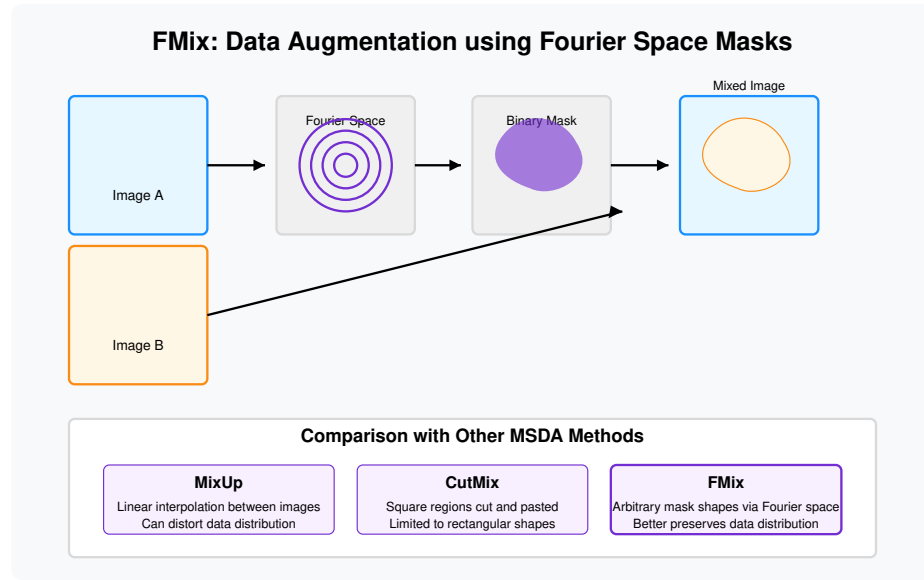 FMix: Data Augmentation using Fourier Space Masks
Mixed Image
Fourier Space
Binary Mask
Image A
Image B
Comparison with Other MSDA Methods
MixUp
Linear interpolation between images
Can distort data distribution
CutMix
Square regions cut and pasted
Limited to rectangular shapes
FMix
Arbitrary mask shapes via Fourier space
Better preserves data distribution